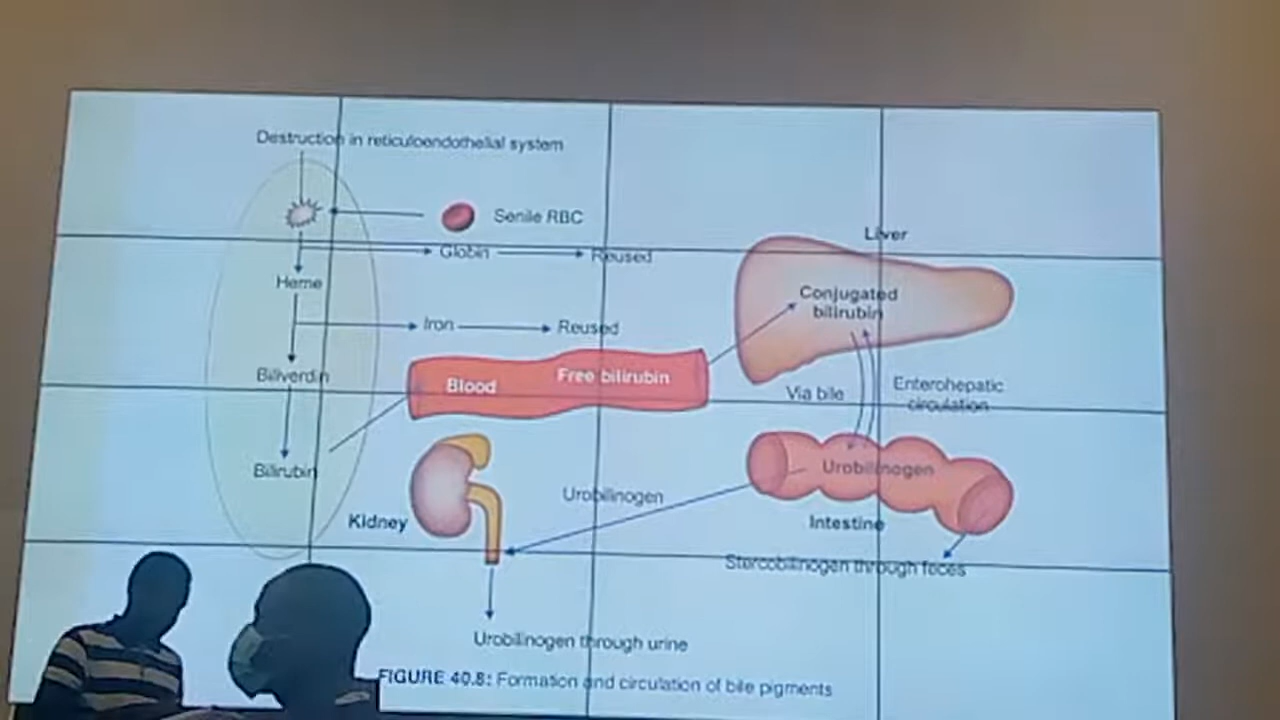 Destruction in reticuloendothelial system
Senile RBC
Globin
Reused
Heme
Iron
Reused
Biliverdin
Bilirubin
Blood
Free bilirubin
Liver
Conjugated
bilirubin
Via bile
Enterohepatic
circulation
Urobilinogen
Intestine
Kidney
Urobilinogen
Stercobilinogen through feces
Urobilinogen through urine
FIGURE 40.8: Formation and circulation of bile pigments